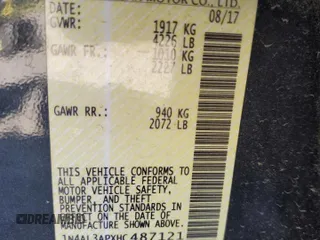 MOTOR CO., LTD.
DATE: 08/17
GVWR: 1917 KG
4226 LB
GAWR FR.: 1010 KG
2227 LB
GAWR RR.: 940 KG
2072 LB
THIS VEHICLE CONFORMS TO
ALL APPLICABLE FEDERAL
MOTOR VEHICLE
SAFETY, BUMPER, AND THEFT
PREVENTION STANDARDS
IN EFFECT ON THE DATE OF
MANUFACTURE SHOWN
487121